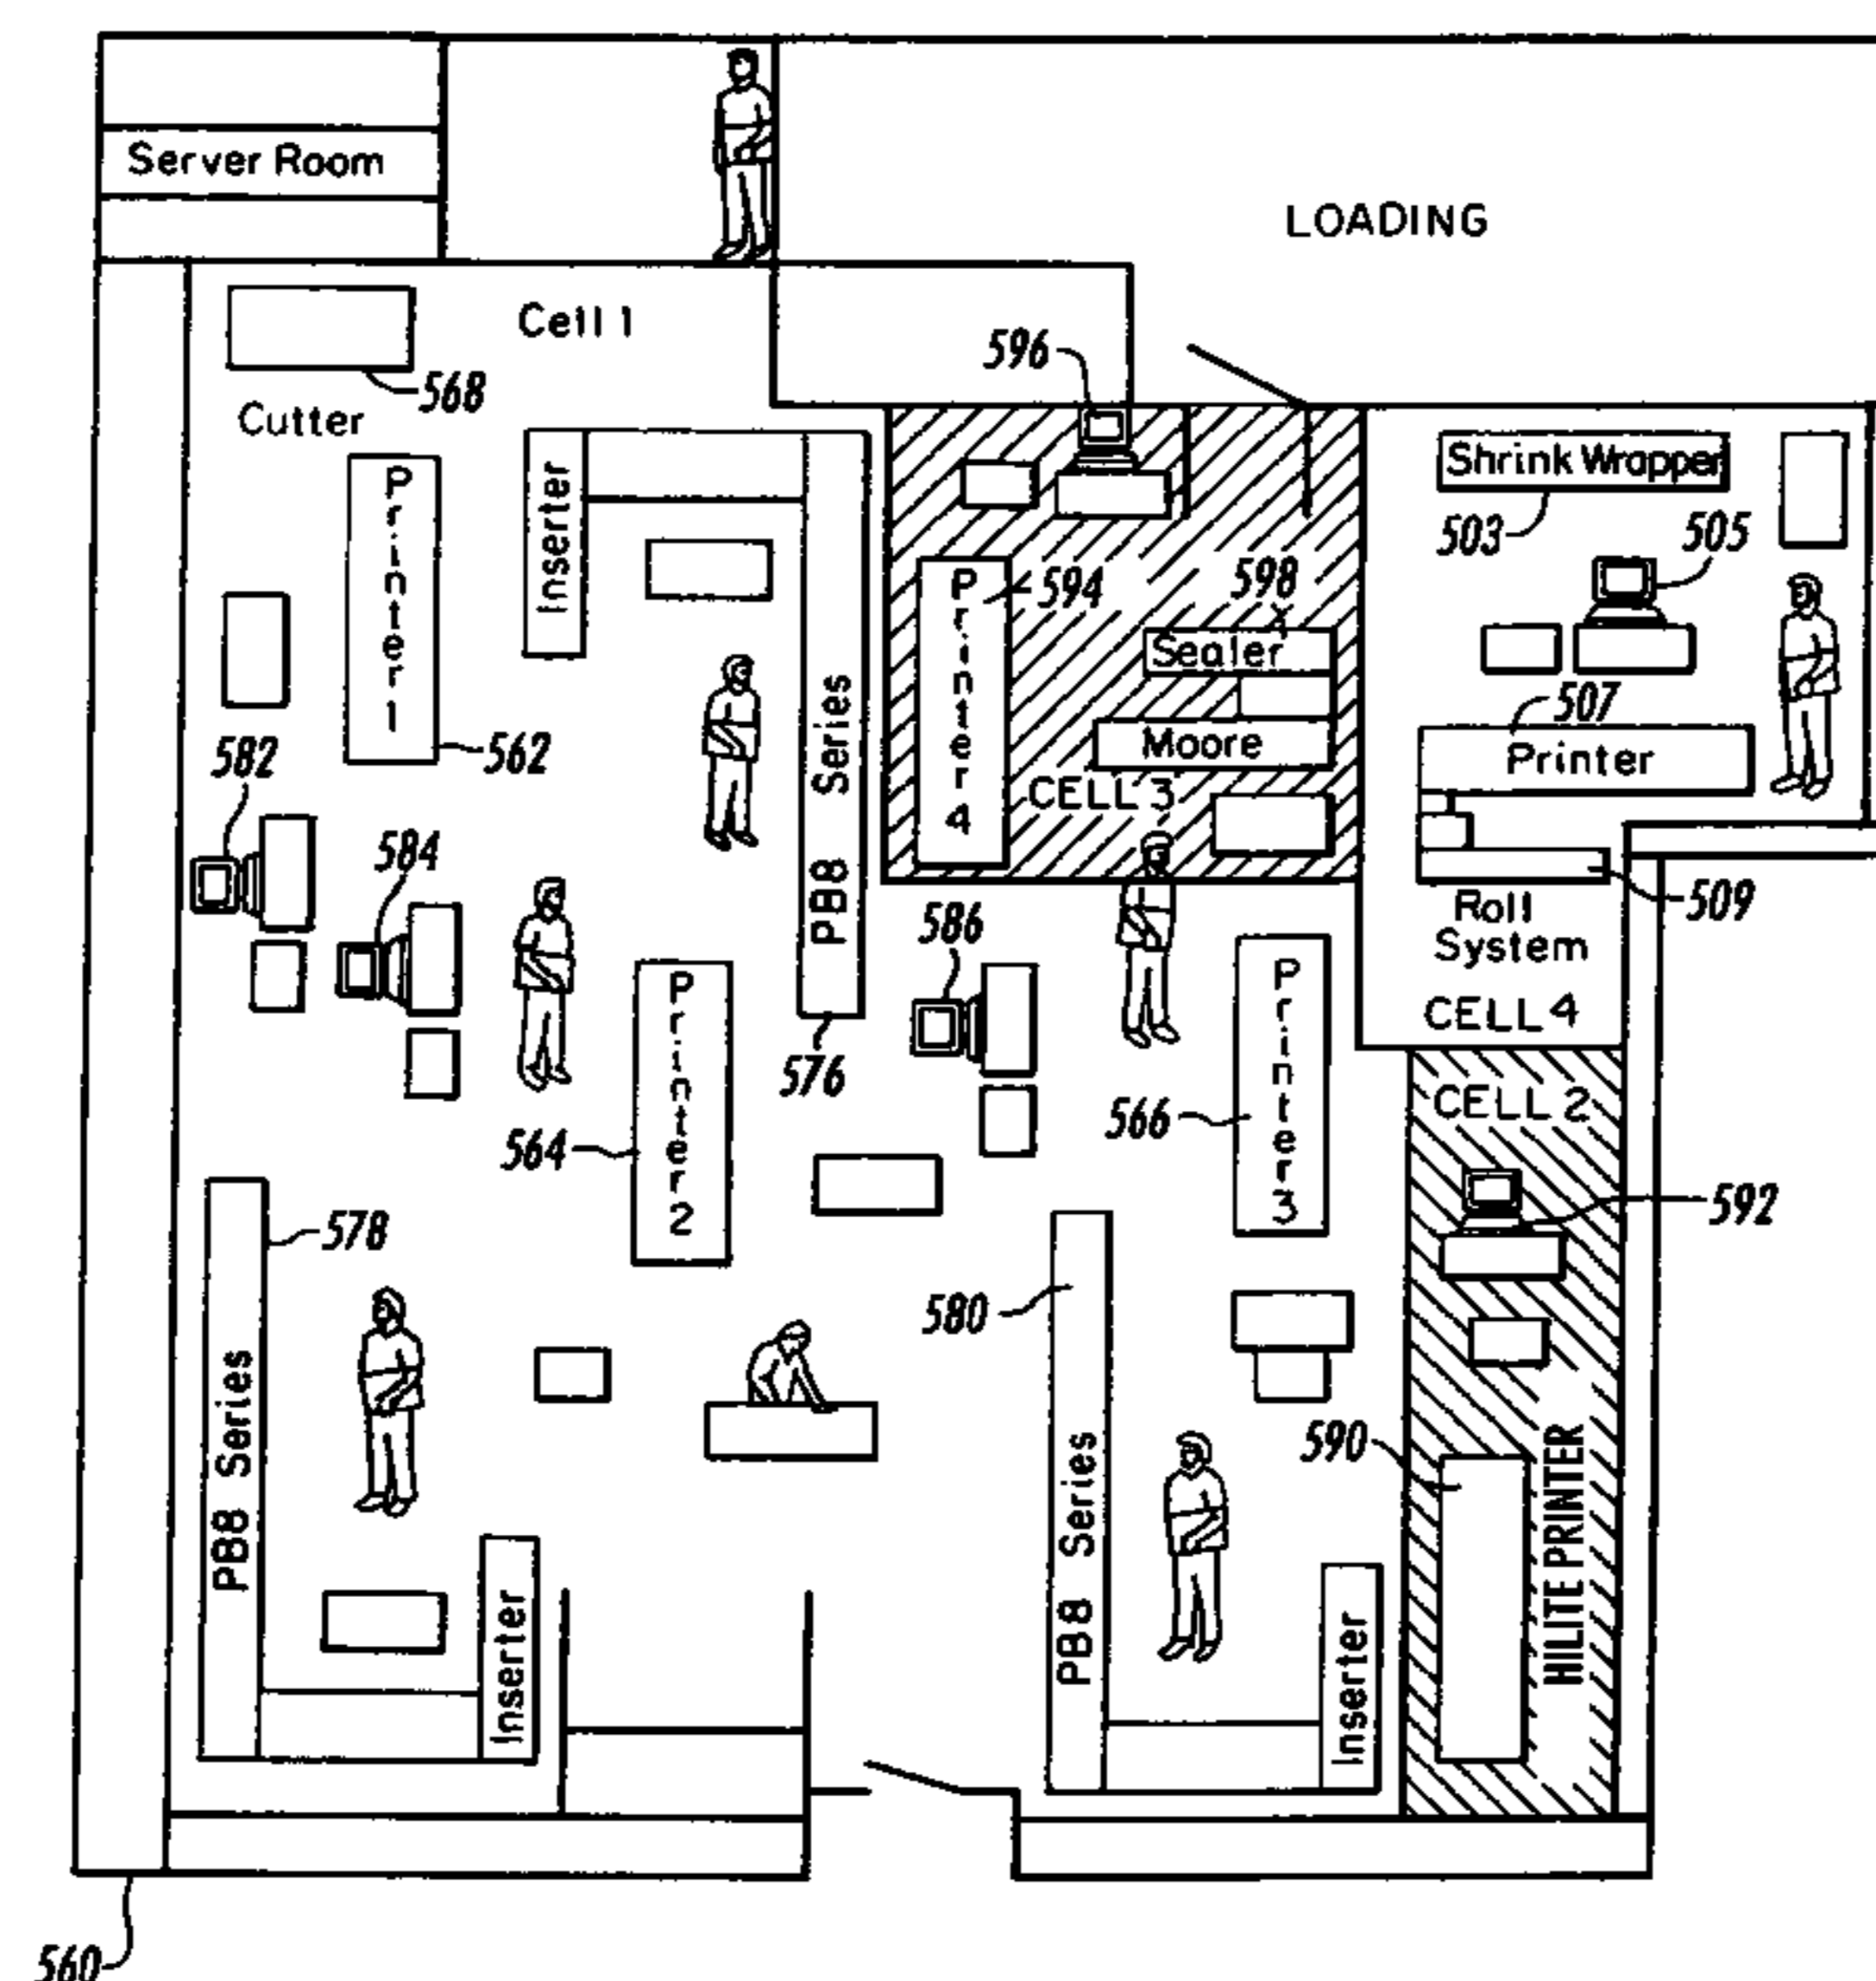 Server Room
LOADING
Cell 1
568
Cutter
596
Printer 1
Inserter
Shrink Wrapper
503
505
594
598
Printer 4
Sealer
PB8 Series
562
582
507
Moore
Printer
CELL 3
584
509
Roll
System
586
Printer 2
Printer 3
CELL 4
576
CELL 2
566
564
592
578
580
PB8 Series
PB8 Series
590
HILITE PRINTER
Inserter
Inserter
560